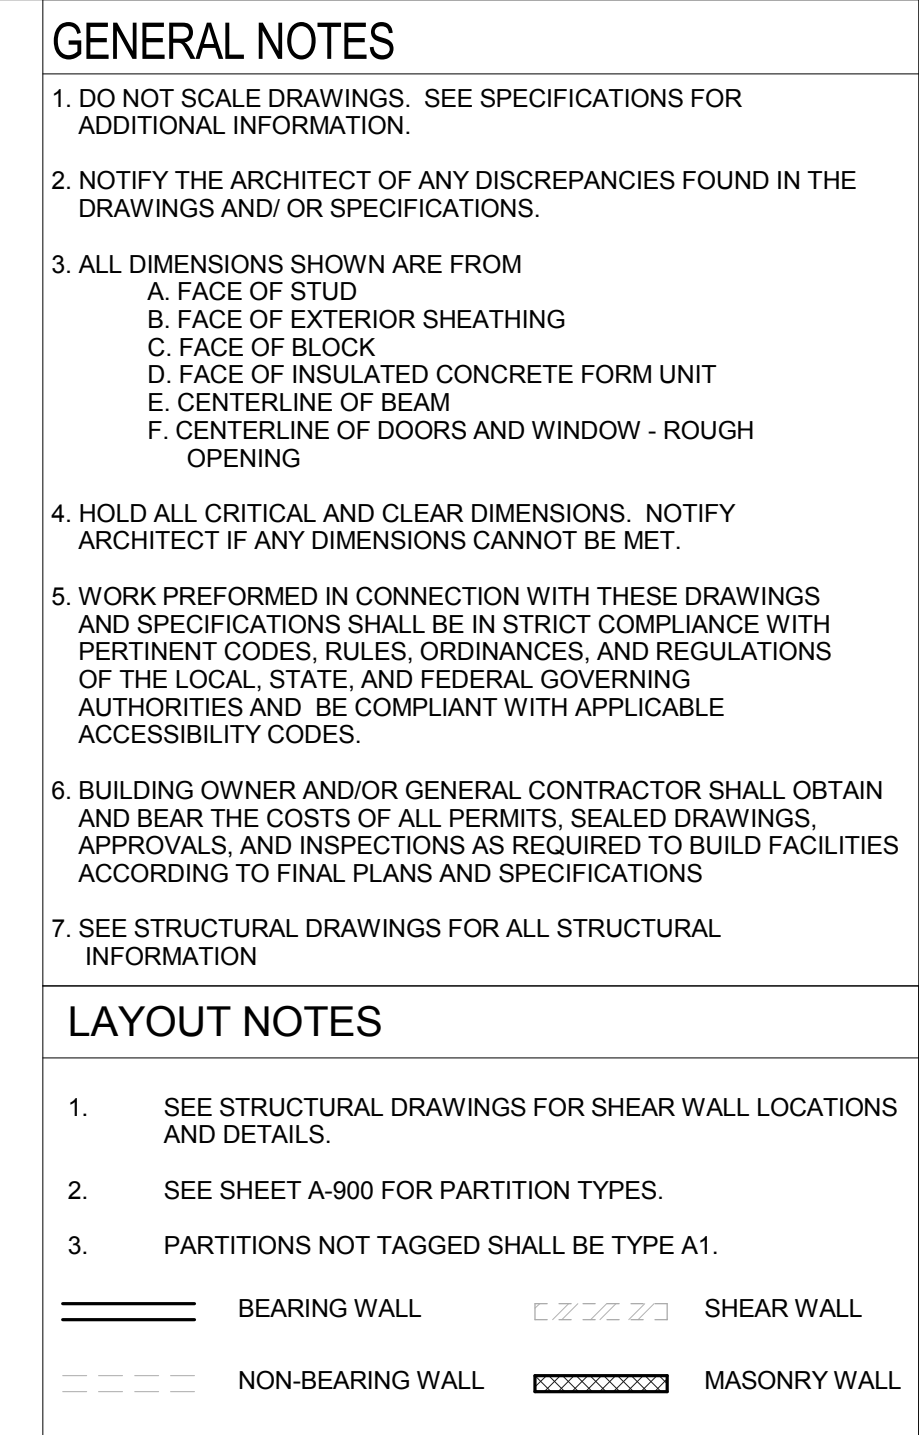 GENERAL NOTES
1. DO NOT SCALE DRAWINGS.  SEE SPECIFICATIONS FOR
ADDITIONAL INFORMATION.
2. NOTIFY THE ARCHITECT OF ANY DISCREPANCIES FOUND IN THE
DRAWINGS AND/ OR SPECIFICATIONS.
3. ALL DIMENSIONS SHOWN ARE FROM
A. FACE OF STUD
B. FACE OF EXTERIOR SHEATHING
C. FACE OF BLOCK
D. FACE OF INSULATED CONCRETE FORM UNIT
E. CENTERLINE OF BEAM
F. CENTERLINE OF DOORS AND WINDOW - ROUGH
OPENING
4. HOLD ALL CRITICAL AND CLEAR DIMENSIONS.  NOTIFY
ARCHITECT IF ANY DIMENSIONS CANNOT BE MET.
5. WORK PREFORMED IN CONNECTION WITH THESE DRAWINGS
AND SPECIFICATIONS SHALL BE IN STRICT COMPLIANCE WITH
PERTINENT CODES, RULES, ORDINANCES, AND REGULATIONS
OF THE LOCAL, STATE, AND FEDERAL GOVERNING
AUTHORITIES AND  BE COMPLIANT WITH APPLICABLE
ACCESSIBILITY CODES.
6. BUILDING OWNER AND/OR GENERAL CONTRACTOR SHALL OBTAIN
AND BEAR THE COSTS OF ALL PERMITS, SEALED DRAWINGS,
APPROVALS, AND INSPECTIONS AS REQUIRED TO BUILD FACILITIES
ACCORDING TO FINAL PLANS AND SPECIFICATIONS
7. SEE STRUCTURAL DRAWINGS FOR ALL STRUCTURAL
INFORMATION
LAYOUT NOTES
1. SEE STRUCTURAL DRAWINGS FOR SHEAR WALL LOCATIONS
AND DETAILS.
2. SEE SHEET A-900 FOR PARTITION TYPES.
3. PARTITIONS NOT TAGGED SHALL BE TYPE A1.
BEARING WALL SHEAR WALL
NON-BEARING WALL MASONRY WALL